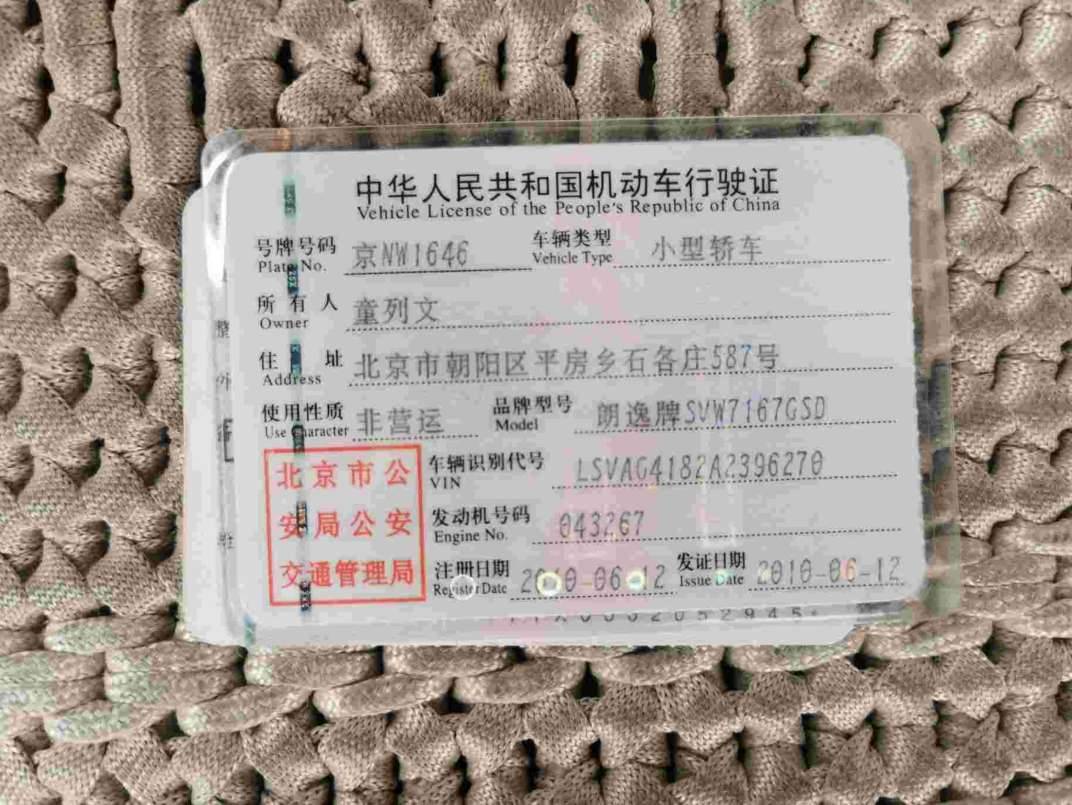 中华人民共和国机动车行驶证
Vehicle License of the People's Republic of China
号牌号码 京NW1646 车辆类型 小型轿车
Plate No. Vehicle Type
所有人 童列文
Owner
住址 北京市朝阳区平房乡石各庄587号
Address
使用性质 非营运 品牌型号 朗逸牌SVW7167GSD
Use Character Model
北京市公
安局公安
交通管理局
车辆识别代号 LSVAG4182A2396270
VIN
发动机号码 043267
Engine No.
注册日期 2010-06-12 发证日期 2010-06-12
Register Date Issue Date